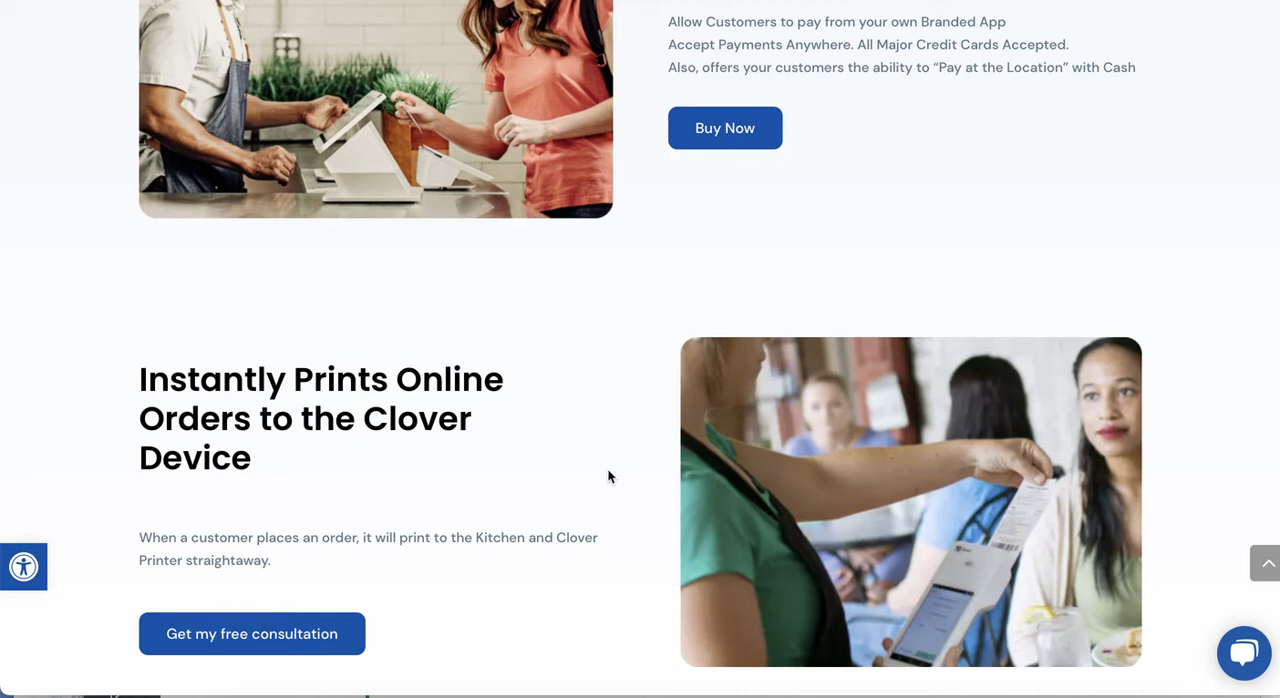 Allow Customers to pay from your own Branded App
Accept Payments Anywhere. All Major Credit Cards Accepted.
Also, offers your customers the ability to “Pay at the Location” with Cash
Buy Now
Instantly Prints Online
Orders to the Clover
Device
When a customer places an order, it will print to the Kitchen and Clover
Printer straightaway.
Get my free consultation